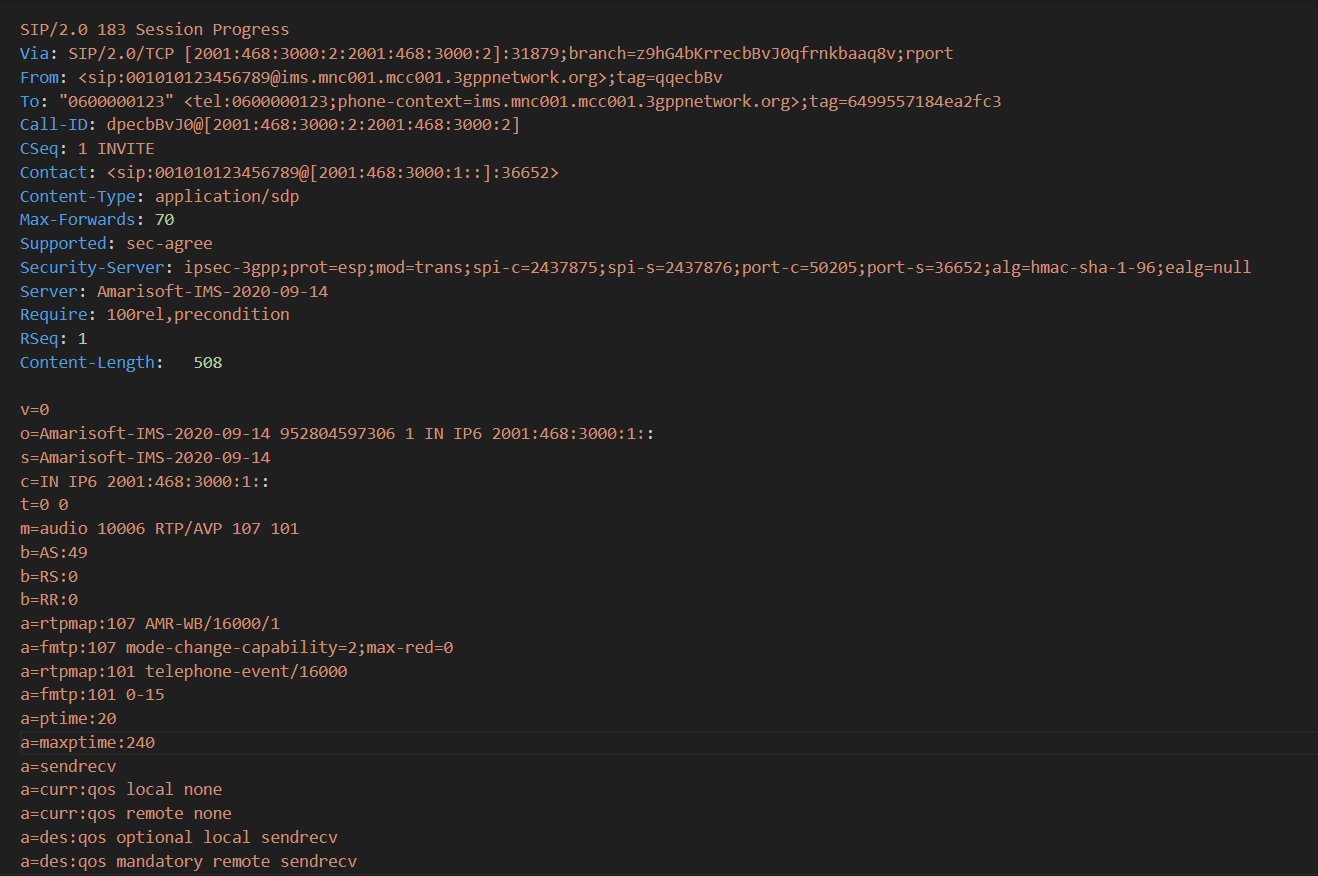 SIP/2.0 183 Session Progress
Via: SIP/2.0/TCP [2001:468:3000:2:2001:468:3000:2]:31879;branch=z9hG4bKrrecbBvJ0qfrnkbaaq8v;rport
From: <sip:001010123456789@ims.mnc001.mcc001.3gppnetwork.org>;tag=qqecbBv
To: "0600000123" <tel:0600000123;phone-context=ims.mnc001.mcc001.3gppnetwork.org>;tag=6499557184ea2fc3
Call-ID: dpecbBvJ0@[2001:468:3000:2:2001:468:3000:2]
CSeq: 1 INVITE
Contact: <sip:001010123456789@[2001:468:3000:1::]:36652>
Content-Type: application/sdp
Max-Forwards: 70
Supported: sec-agree
Security-Server: ipsec-3gpp;prot=esp;mod=trans;spi-c=2437875;spi-s=2437876;port-c=50205;port-s=36652;alg=hmac-sha-1-96;ealg=null
Server: Amarisoft-IMS-2020-09-14
Require: 100rel,precondition
RSeq: 1
Content-Length:   508

v=0
o=Amarisoft-IMS-2020-09-14 952804597306 1 IN IP6 2001:468:3000:1::
s=Amarisoft-IMS-2020-09-14
c=IN IP6 2001:468:3000:1::
t=0 0
m=audio 10006 RTP/AVP 107 101
b=AS:49
b=RS:0
b=RR:0
a=rtpmap:107 AMR-WB/16000/1
a=fmtp:107 mode-change-capability=2;max-red=0
a=rtpmap:101 telephone-event/16000
a=fmtp:101 0-15
a=ptime:20
a=maxptime:240
a=sendrecv
a=curr:qos local none
a=curr:qos remote none
a=des:qos optional local sendrecv
a=des:qos mandatory remote sendrecv